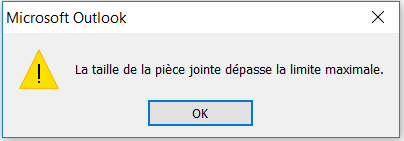 Microsoft Outlook
La taille de la pièce jointe dépasse la limite maximale.
OK